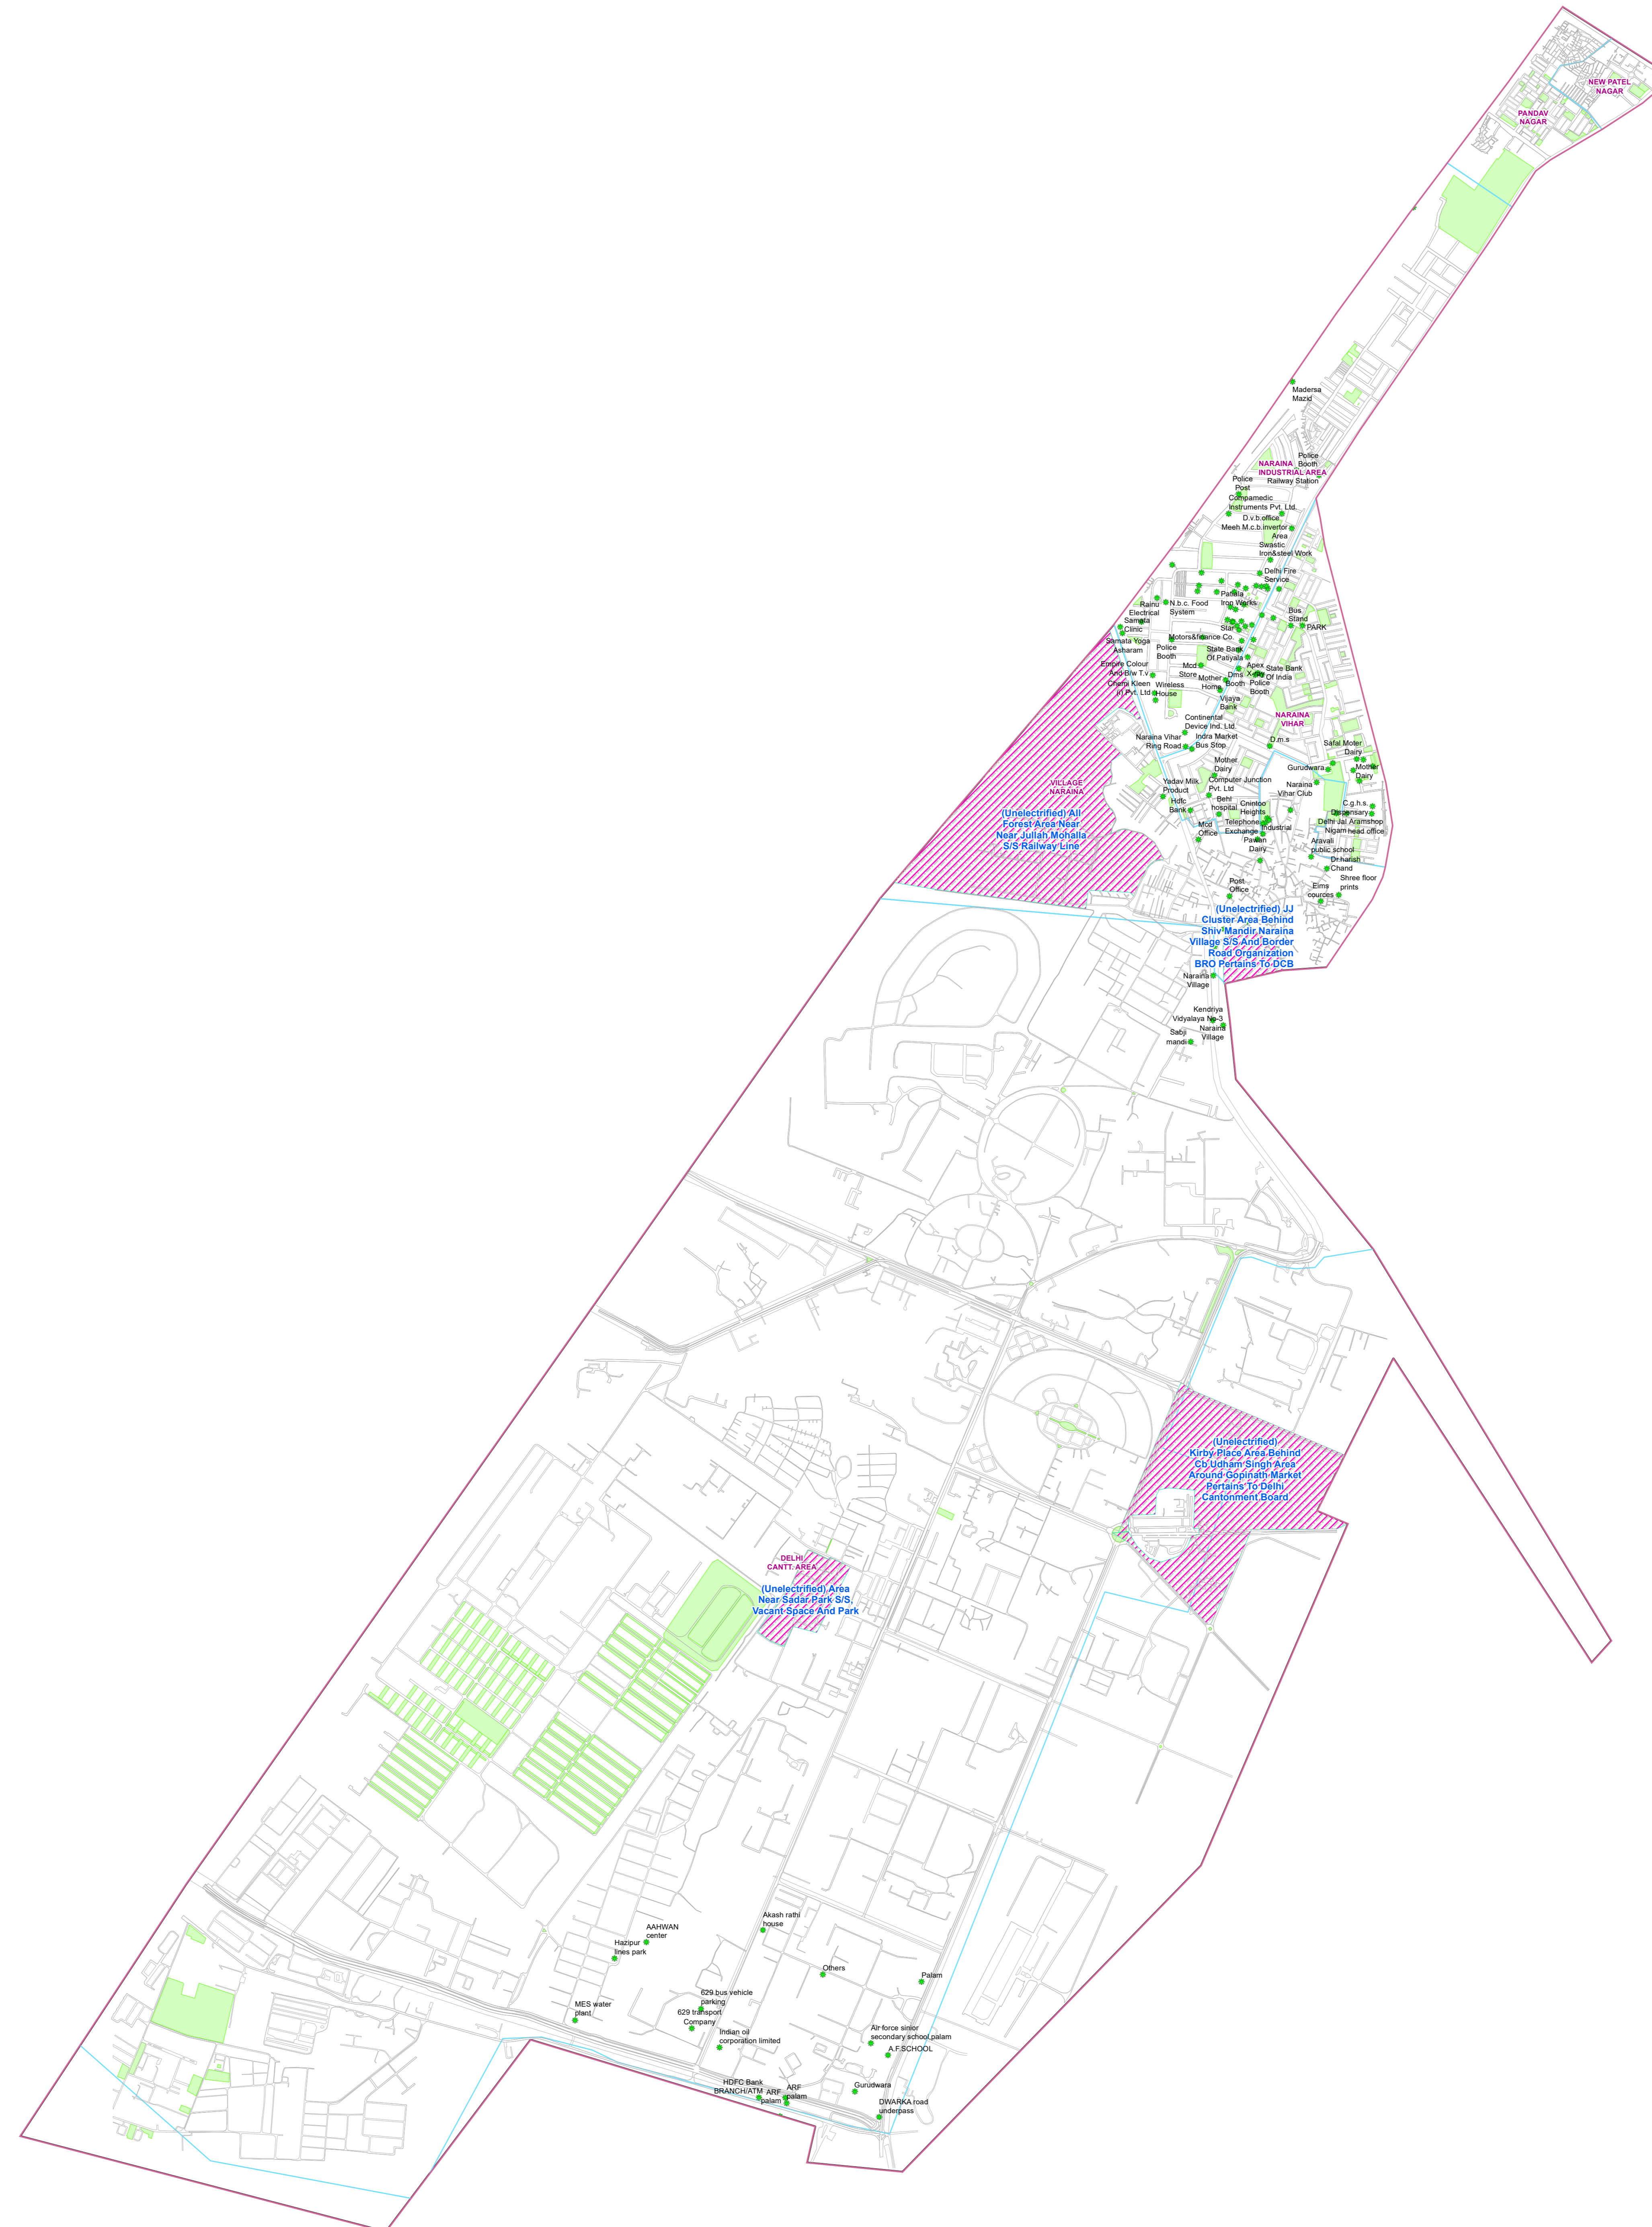 NEW PATEL
NAGAR
PANDAV
NAGAR
Madersa
Mazid
Police
Booth
NARAINA
INDUSTRIAL AREA
Railway Station
Police
Post
Compamedic
Instruments Pvt. Ltd.
D.v.b.office
Meeh M.c.b.invertor
Area
Swastic
Iron&steel Work
Delhi Fire
Service
Patiala
Iron Works
Rainu
Electrical
N.b.c. Food
System
Bus
Stand
PARK
Samata
Clinic
Star
Motors&finance Co.
Samata Yoga
Asharam
Police
Booth
State Bank
Of Patiyala
Empire Colour
And B/w T.v
Mcd
Store
Apex
X-ray
State Bank
Of India
Mother
Home
Dms
Booth
Police
Booth
Chemi Kleen
(i) Pvt. Ltd
Wireless
House
Vijaya
Bank
NARAINA
VIHAR
Continental
Device Ind. Ltd.
Naraina Vihar
Ring Road
Indra Market
Bus Stop
D.m.s
Safal Moter
Dairy
Mother
Dairy
Gurudwara
Mother
Dairy
VILLAGE
NARAINA
Yadav Milk
Product
Computer Junction
Pvt. Ltd
Naraina
Vihar Club
Hdfc
Bank
Behl
hospital
Heights
C.g.h.s.
Dispensary
(Unelectrified) All
Forest Area Near
Near Jullah Mohalla
S/S Railway Line
Mcd
Office
Telephone
Exchange
Industrial
Delhi Jal
Nigam
Aramshop
head office
Pawan
Dairy
Aravali
public school
Dr.harish
Chand
Post
Office
Eims
cources
Shree floor
prints
(Unelectrified) JJ
Cluster Area Behind
Shiv Mandir Naraina
Village S/S And Border
Road Organization
BRO Pertains To DCB
Naraina
Village
Kendriya
Vidyalaya No-3
Naraina
Village
Sabji
mandi
(Unelectrified)
Kirby Place Area Behind
Cb Udham Singh Area
Around Gopinath Market
Pertains To Delhi
Cantonment Board
DELHI
CANTT. AREA
(Unelectrified) Area
Near Sadar Park S/S,
Vacant Space And Park
Akash rathi
house
AAHWAN
center
Hazipur
lines park
Others
Palam
629 bus vehicle
parking
MES water
plant
629 transport
Company
Indian oil
corporation limited
Air force sinior
secondary school,palam
A.F.SCHOOL
HDFC Bank
BRANCH/ATM
ARF
palam
ARF
palam
Gurudwara
DWARKA road
underpass